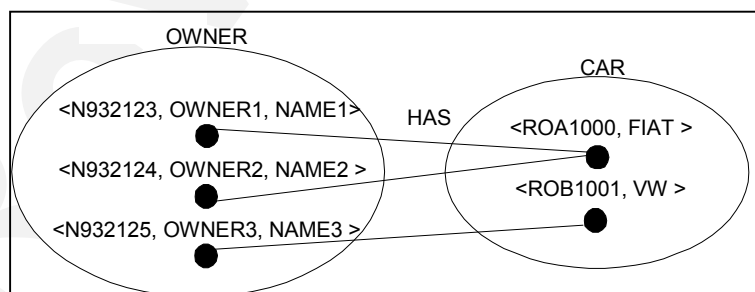 OWNER
CAR
<N932123, OWNER1, NAME1>
HAS
<ROA1000, FIAT >
<N932124, OWNER2, NAME2 >
<ROB1001, VW >
<N932125, OWNER3, NAME3 >